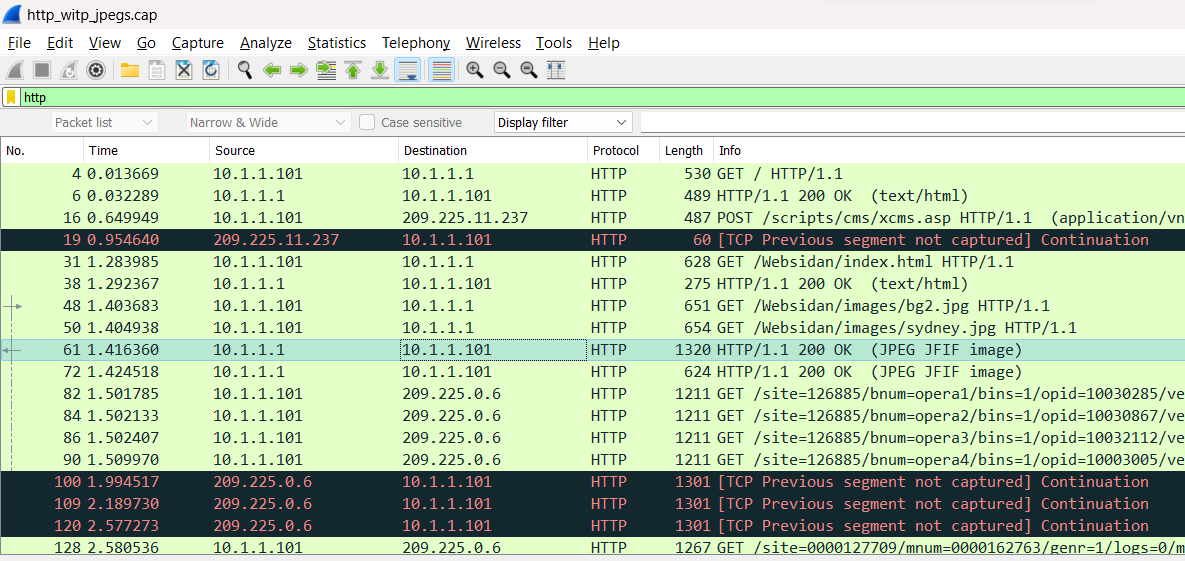 http_witp_jpegs.cap
File Edit View Go Capture Analyze Statistics Telephony Wireless Tools Help
http
Packet list Narrow & Wide Case sensitive Display filter
No. Time Source Destination Protocol Length Info
4 0.013669 10.1.1.101 10.1.1.1 HTTP 530 GET / HTTP/1.1
6 0.032289 10.1.1.1 10.1.1.101 HTTP 489 HTTP/1.1 200 OK (text/html)
16 0.649949 10.1.1.101 209.225.11.237 HTTP 487 POST /scripts/cms/xcms.asp HTTP/1.1 (application/vn
19 0.954640 209.225.11.237 10.1.1.101 HTTP 60 [TCP Previous segment not captured] Continuation
31 1.283985 10.1.1.101 10.1.1.1 HTTP 628 GET /Websidan/index.html HTTP/1.1
38 1.292367 10.1.1.1 10.1.1.101 HTTP 275 HTTP/1.1 200 OK (text/html)
48 1.403683 10.1.1.101 10.1.1.1 HTTP 651 GET /Websidan/images/bg2.jpg HTTP/1.1
50 1.404938 10.1.1.101 10.1.1.1 HTTP 654 GET /Websidan/images/sydney.jpg HTTP/1.1
61 1.416360 10.1.1.1 10.1.1.101 HTTP 1320 HTTP/1.1 200 OK (JPEG JFIF image)
72 1.424518 10.1.1.1 10.1.1.101 HTTP 624 HTTP/1.1 200 OK (JPEG JFIF image)
82 1.501785 10.1.1.101 209.225.0.6 HTTP 1211 GET /site=126885/bnum=opera1/bins=1/opid=10030285/ve
84 1.502133 10.1.1.101 209.225.0.6 HTTP 1211 GET /site=126885/bnum=opera2/bins=1/opid=10030867/ve
86 1.502407 10.1.1.101 209.225.0.6 HTTP 1211 GET /site=126885/bnum=opera3/bins=1/opid=10032112/ve
90 1.509970 10.1.1.101 209.225.0.6 HTTP 1211 GET /site=126885/bnum=opera4/bins=1/opid=10003005/ve
100 1.994517 209.225.0.6 10.1.1.101 HTTP 1301 [TCP Previous segment not captured] Continuation
109 2.189730 209.225.0.6 10.1.1.101 HTTP 1301 [TCP Previous segment not captured] Continuation
120 2.577273 209.225.0.6 10.1.1.101 HTTP 1301 [TCP Previous segment not captured] Continuation
128 2.580536 10.1.1.101 209.225.0.6 HTTP 1267 GET /site=0000127709/mnum=0000162763/genr=1/logs=0/m